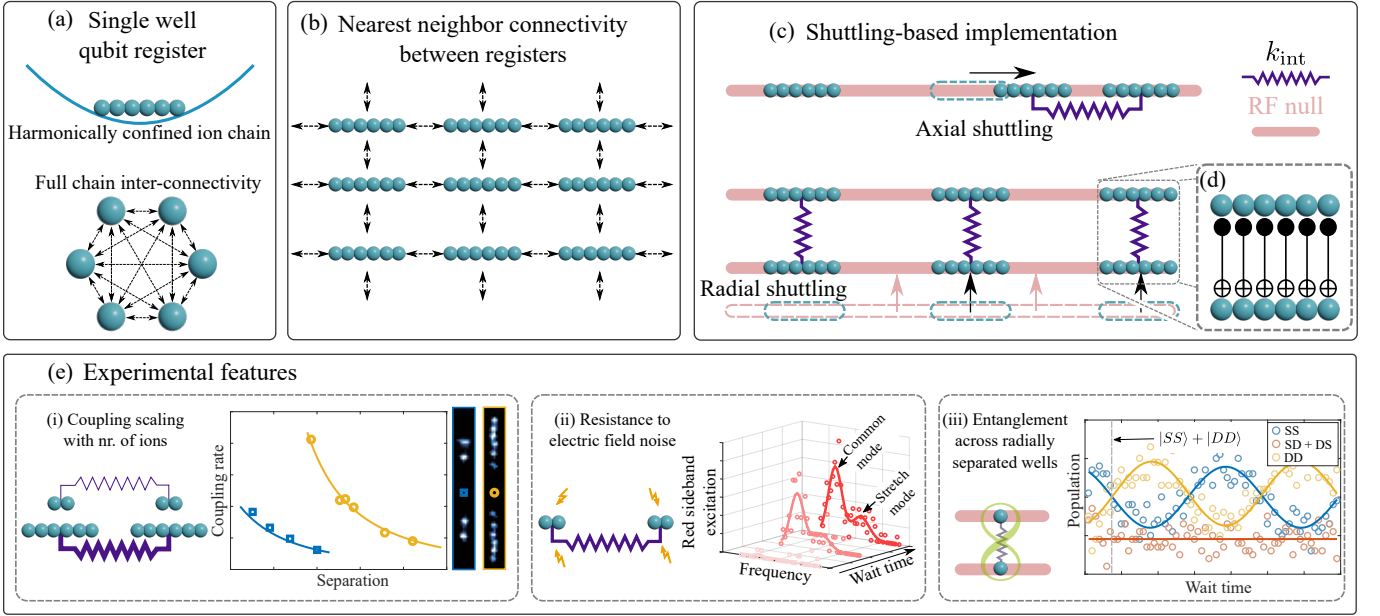 (a) Single well
qubit register
Harmonically confined ion chain
Full chain inter-connectivity
(b) Nearest neighbor connectivity
between registers
(c) Shuttling-based implementation
k_int
RF null
Axial shuttling
Radial shuttling
(d)
(e) Experimental features
(i) Coupling scaling
with nr. of ions
Coupling rate
Separation
(ii) Resistance to
electric field noise
Red sideband
excitation
Common
mode
Stretch
mode
Frequency
Wait time
(iii) Entanglement
across radially
separated wells
Population
|SS⟩ + |DD⟩
SS
SD + DS
DD
Wait time